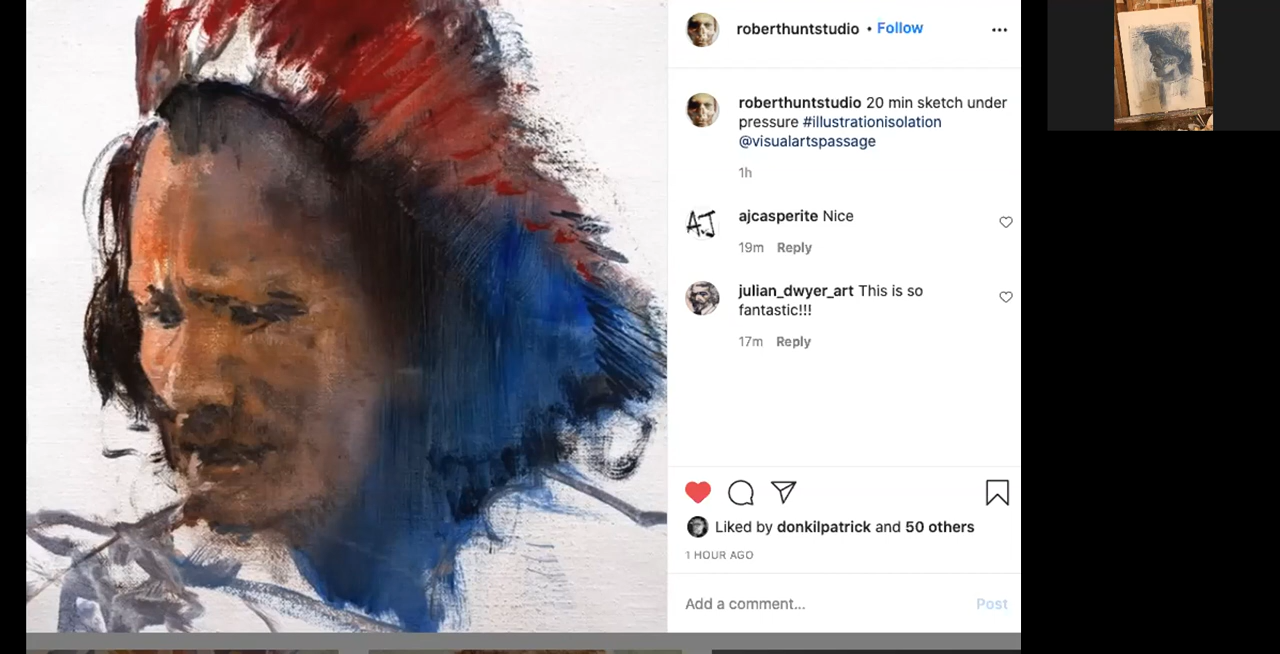 roberthuntstudio • Follow
roberthuntstudio 20 min sketch under
pressure #illustrationisolation
@visualartspassage
1h
AJ
ajcasperite Nice
19m Reply
julian_dwyer_art This is so
fantastic!!!
17m Reply
Liked by donkilpatrick and 50 others
1 HOUR AGO
Add a comment... Post